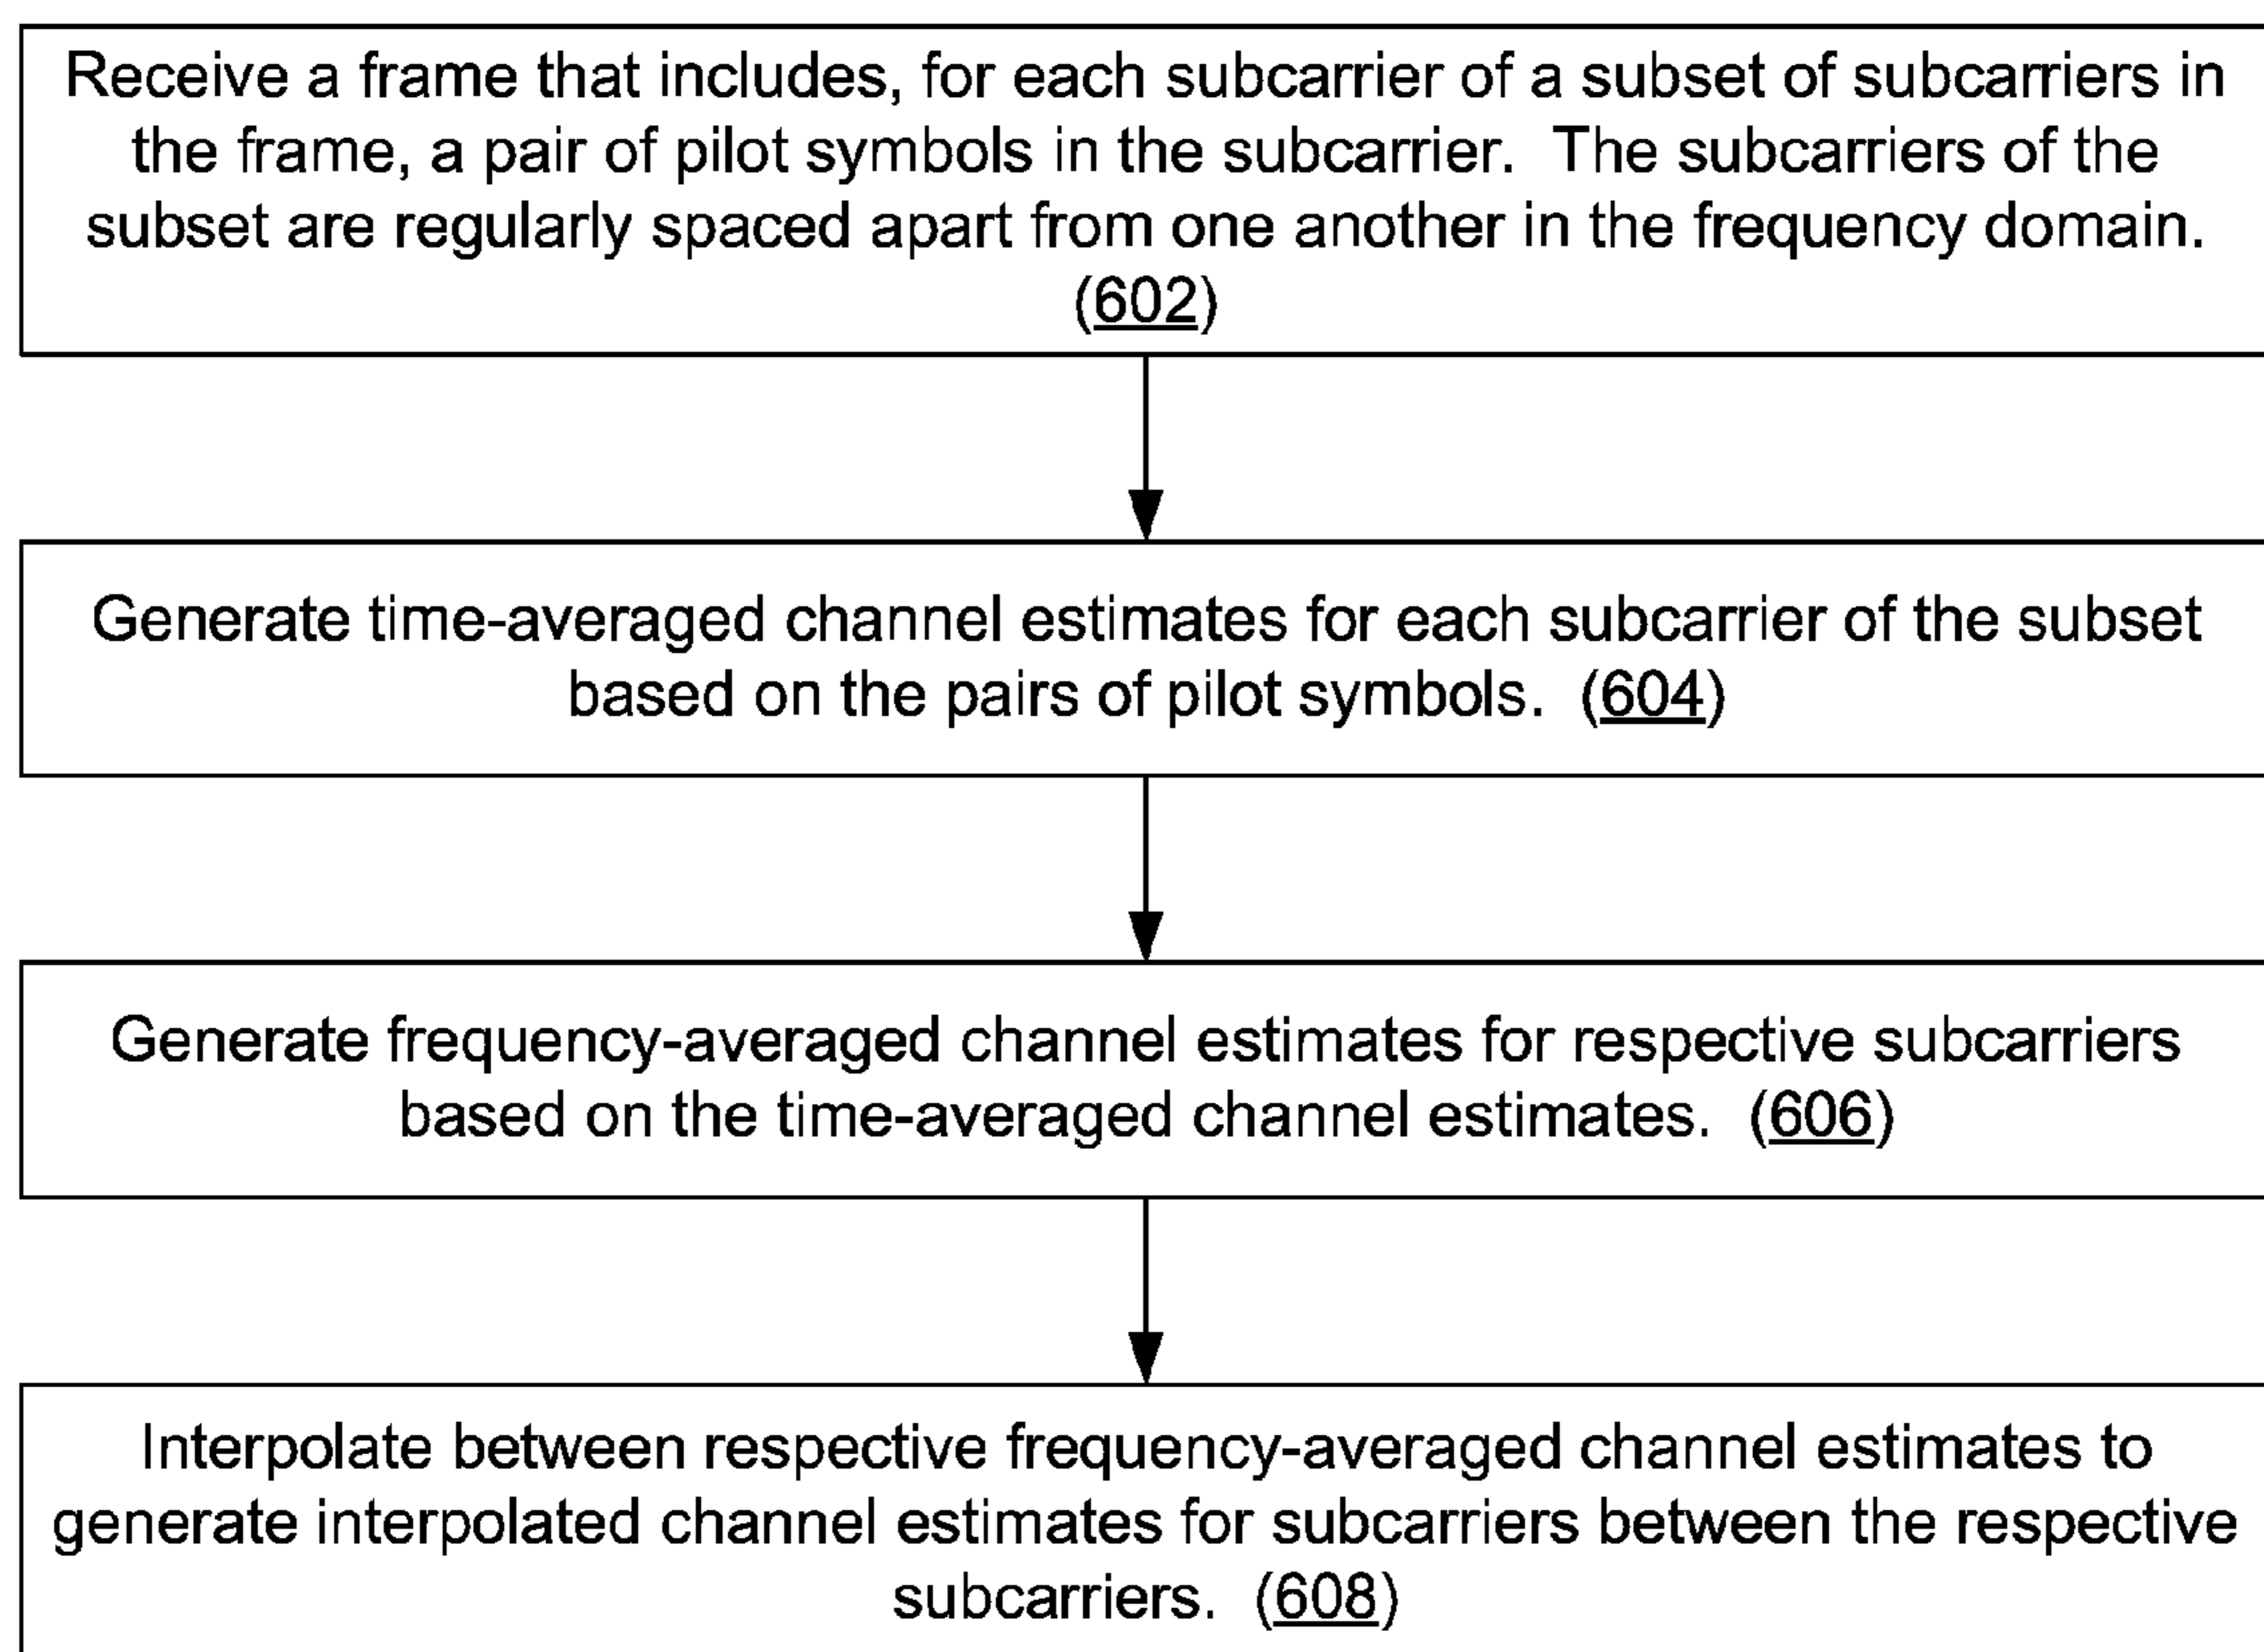 Receive a frame that includes, for each subcarrier of a subset of subcarriers in
the frame, a pair of pilot symbols in the subcarrier. The subcarriers of the
subset are regularly spaced apart from one another in the frequency domain.
(602)
Generate time-averaged channel estimates for each subcarrier of the subset
based on the pairs of pilot symbols. (604)
Generate frequency-averaged channel estimates for respective subcarriers
based on the time-averaged channel estimates. (606)
Interpolate between respective frequency-averaged channel estimates to
generate interpolated channel estimates for subcarriers between the respective
subcarriers. (608)